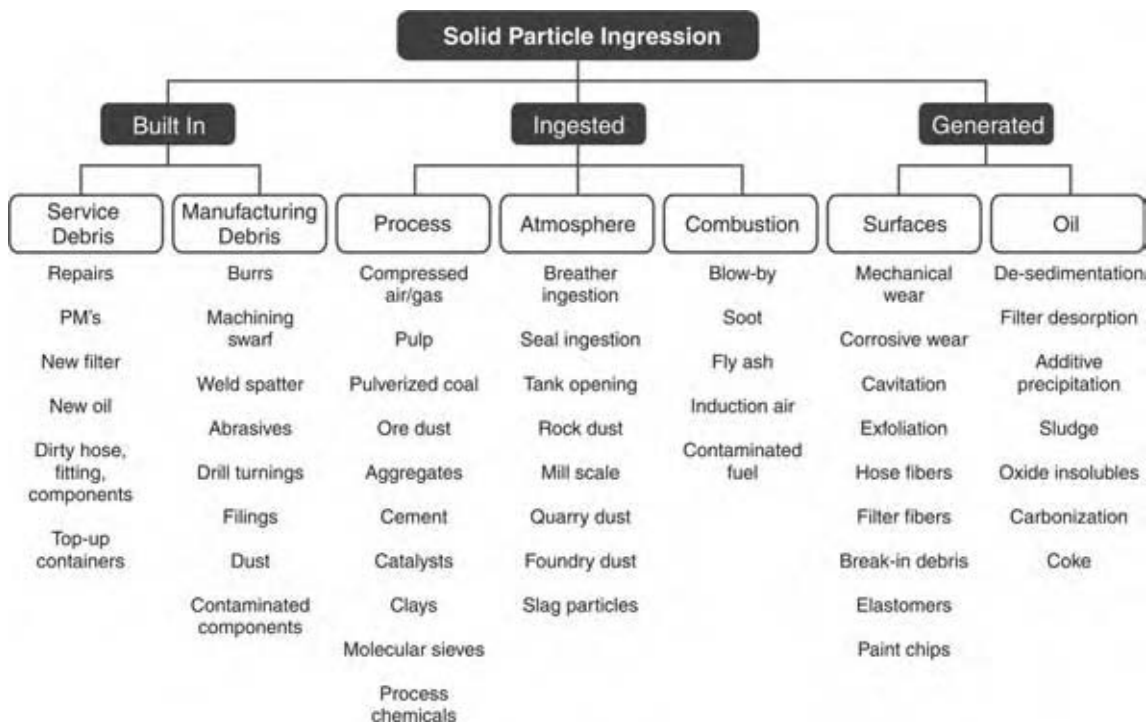 Solid Particle Ingression
Built In
Ingested
Generated
Service
Debris
Manufacturing
Debris
Process
Atmosphere
Combustion
Surfaces
Oil
Repairs
PM's
New filter
New oil
Dirty hose,
fitting,
components
Top-up
containers
Burrs
Machining
swarf
Weld spatter
Abrasives
Drill turnings
Filings
Dust
Contaminated
components
Compressed
air/gas
Pulp
Pulverized coal
Ore dust
Aggregates
Cement
Catalysts
Clays
Molecular sieves
Process
chemicals
Breather
ingestion
Seal ingestion
Tank opening
Rock dust
Mill scale
Quarry dust
Foundry dust
Slag particles
Blow-by
Soot
Fly ash
Induction air
Contaminated
fuel
Mechanical
wear
Corrosive wear
Cavitation
Exfoliation
Hose fibers
Filter fibers
Break-in debris
Elastomers
Paint chips
De-sedimentation
Filter desorption
Additive
precipitation
Sludge
Oxide insolubles
Carbonization
Coke